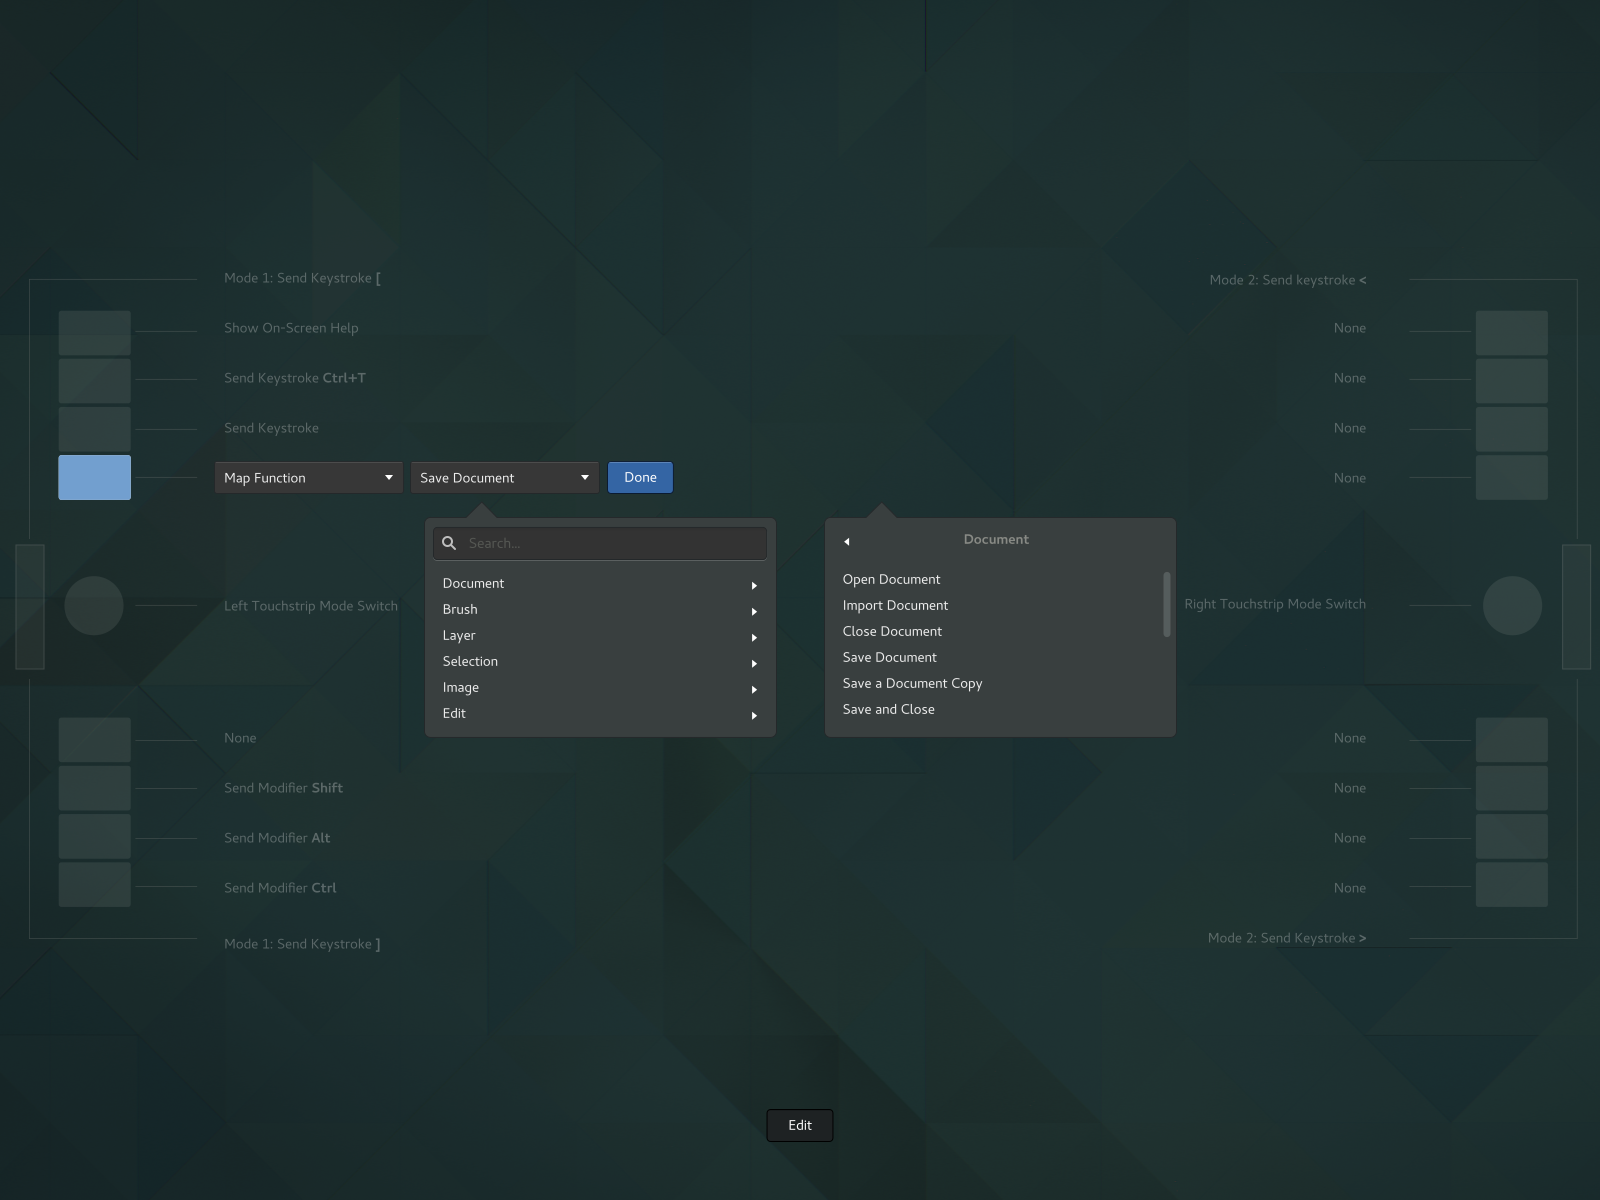 Mode 1: Send Keystroke [
Show On-Screen Help
Send Keystroke Ctrl+T
Send Keystroke
Map Function
Save Document
Done
Search...
Document
Brush
Layer
Selection
Image
Edit
Document
Open Document
Import Document
Close Document
Save Document
Save a Document Copy
Save and Close
Left Touchstrip Mode Switch
None
Send Modifier Shift
Send Modifier Alt
Send Modifier Ctrl
Mode 1: Send Keystroke ]
Mode 2: Send keystroke <
None
None
None
None
Right Touchstrip Mode Switch
None
None
None
None
Mode 2: Send Keystroke >
Edit